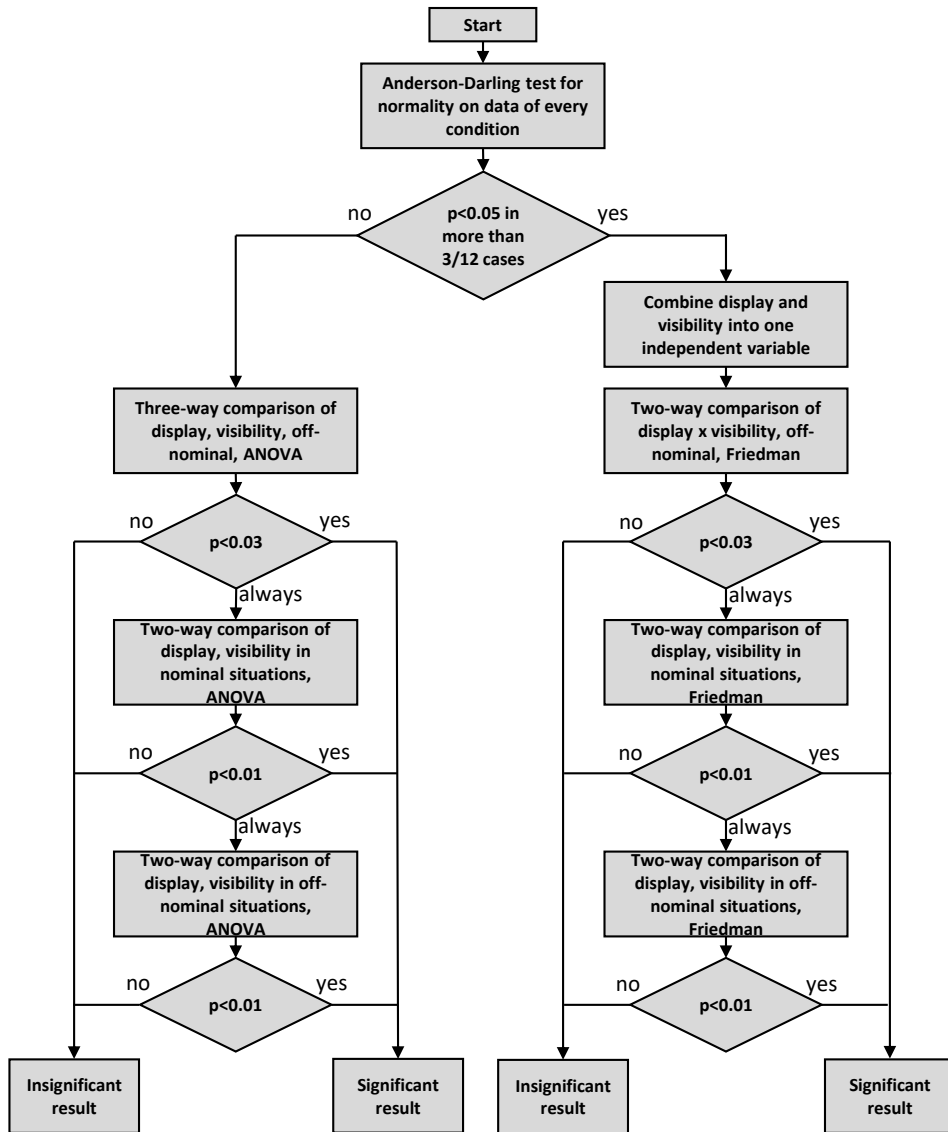 Start
Anderson-Darling test for
normality on data of every
condition
no
p<0.05 in
more than
3/12 cases
yes
Combine display and
visibility into one
independent variable
Three-way comparison of
display, visibility, off-
nominal, ANOVA
Two-way comparison of
display x visibility, off-
nominal, Friedman
no
yes
p<0.03
always
no
yes
p<0.03
always
Two-way comparison of
display, visibility in
nominal situations,
ANOVA
Two-way comparison of
display, visibility in
nominal situations,
Friedman
no
yes
p<0.01
always
no
yes
p<0.01
always
Two-way comparison of
display, visibility in off-
nominal situations,
ANOVA
Two-way comparison of
display, visibility in off-
nominal situations,
Friedman
no
yes
p<0.01
no
yes
p<0.01
Insignificant
result
Significant
result
Insignificant
result
Significant
result